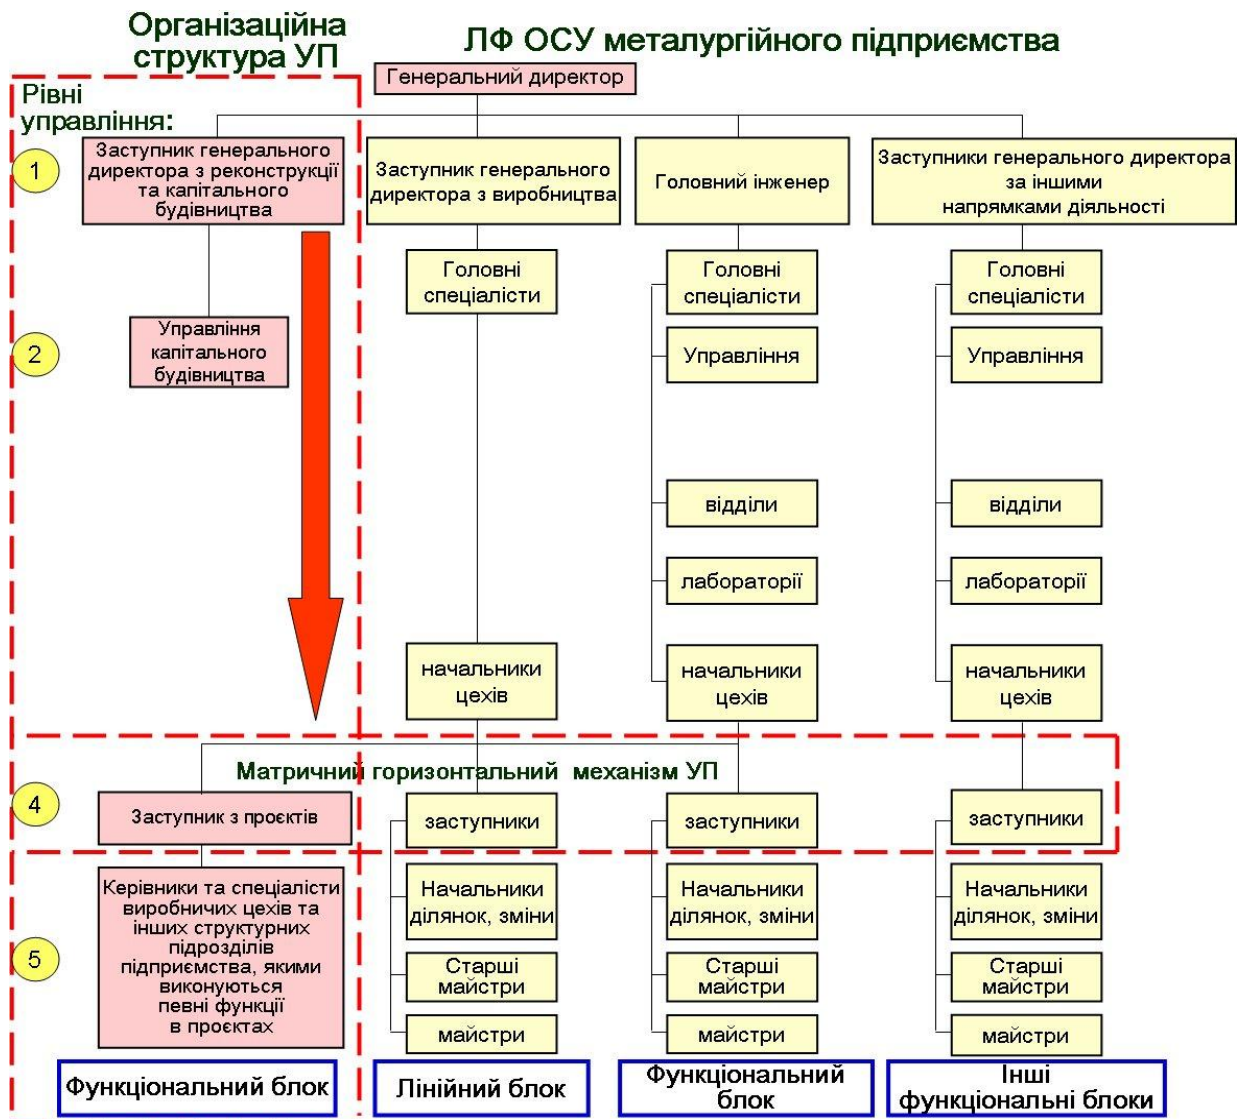 Організаційна
структура УП
ЛФ ОСУ металургійного підприємства
Генеральний директор
Рівні
управління:
1
Заступник генерального
директора з реконструкції
та капітального
будівництва
Заступник генерального
директора з виробництва
Головний інженер
Заступники генерального директора
за іншими
напрямками діяльності
Головні
спеціалісти
Головні
спеціалісти
Головні
спеціалісти
2
Управління
капітального
будівництва
Управління
Управління
відділи
відділи
лабораторії
лабораторії
начальники
цехів
начальники
цехів
начальники
цехів
Матричний горизонтальний механізм УП
4
Заступник з проєктів
заступники
заступники
заступники
5
Керівники та спеціалісти
виробничих цехів та
інших структурних
підрозділів
підприємства, якими
виконуються
певні функції
в проєктах
Начальники
ділянок, зміни
Начальники
ділянок, зміни
Начальники
ділянок, зміни
Старші
майстри
Старші
майстри
Старші
майстри
майстри
майстри
майстри
Функціональний блок
Лінійний блок
Функціональний
блок
Інші
функціональні блоки